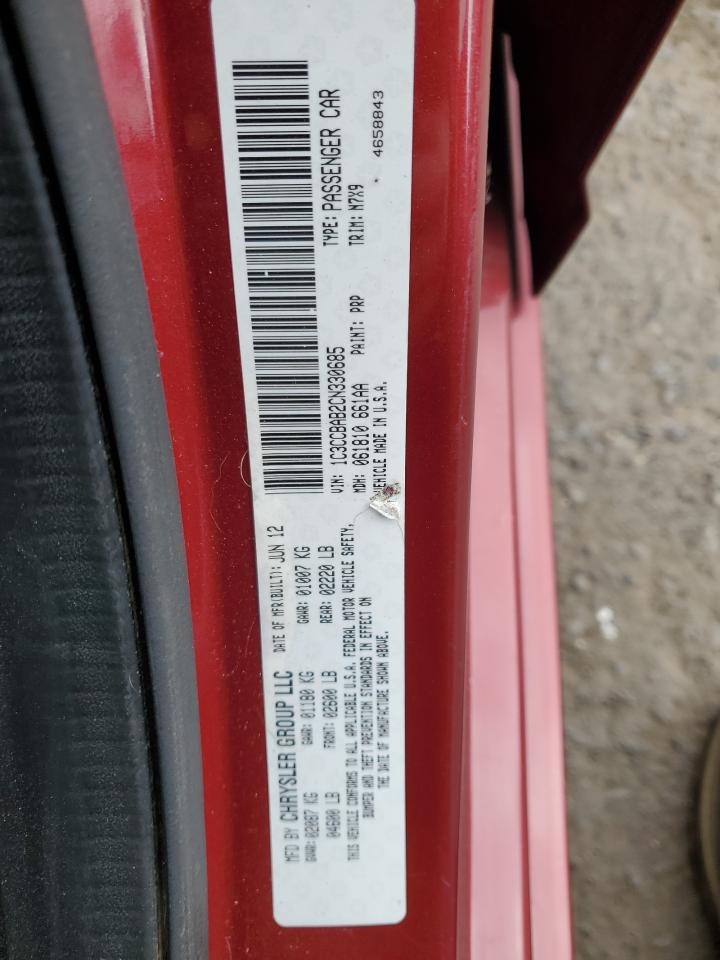 MFD BY CHRYSLER GROUP LLC
DATE OF MFR(BUILT): JUN 12
GVWR: 02087 KG
GAWR: 01180 KG
GAWR: 01007 KG
04600 LB
FRONT: 02600 LB
REAR: 02220 LB
THIS VEHICLE CONFORMS TO ALL APPLICABLE U.S.A. FEDERAL MOTOR VEHICLE SAFETY,
BUMPER AND THEFT PREVENTION STANDARDS IN EFFECT ON
THE DATE OF MANUFACTURE SHOWN ABOVE.
VIN: 1C3CCBAB2CN330685
TYPE: PASSENGER CAR
MDH: 061810 661AA
PAINT: PRP
TRIM: N7X9
VEHICLE MADE IN U.S.A.
4658843